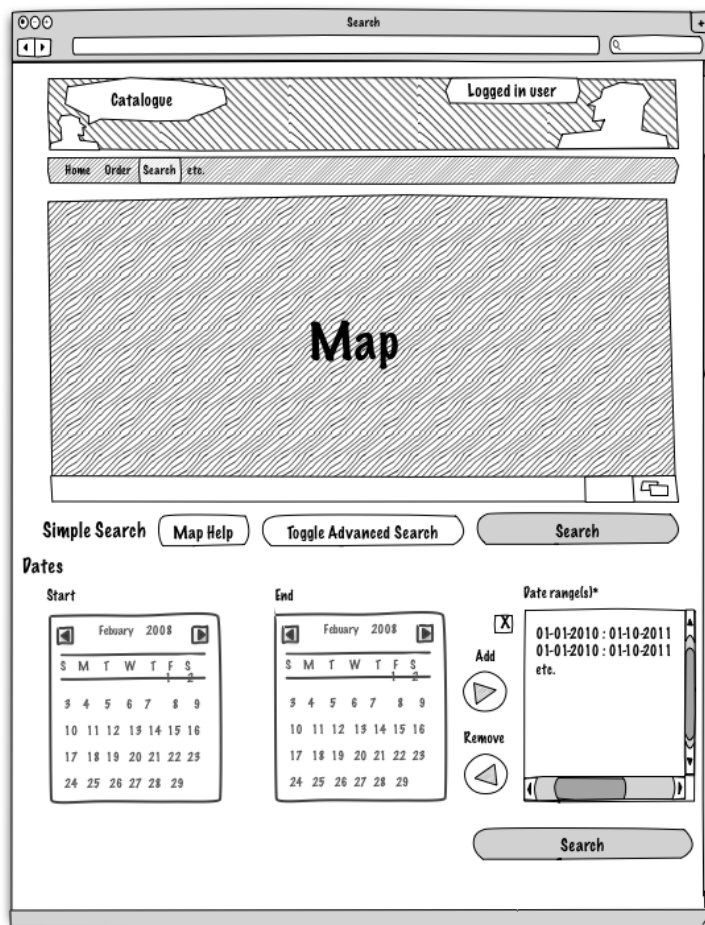 Search
Catalogue
Logged in user
Home Order Search etc.
Map
Simple Search
Map Help
Toggle Advanced Search
Search
Dates
Start
Febuary 2008
S M T W T F S
1 2
3 4 5 6 7 8 9
10 11 12 13 14 15 16
17 18 19 20 21 22 23
24 25 26 27 28 29
End
Febuary 2008
S M T W T F S
1 2
3 4 5 6 7 8 9
10 11 12 13 14 15 16
17 18 19 20 21 22 23
24 25 26 27 28 29
X
Add
Remove
Date range(s)*
01-01-2010 : 01-10-2011
01-01-2010 : 01-10-2011
etc.
Search